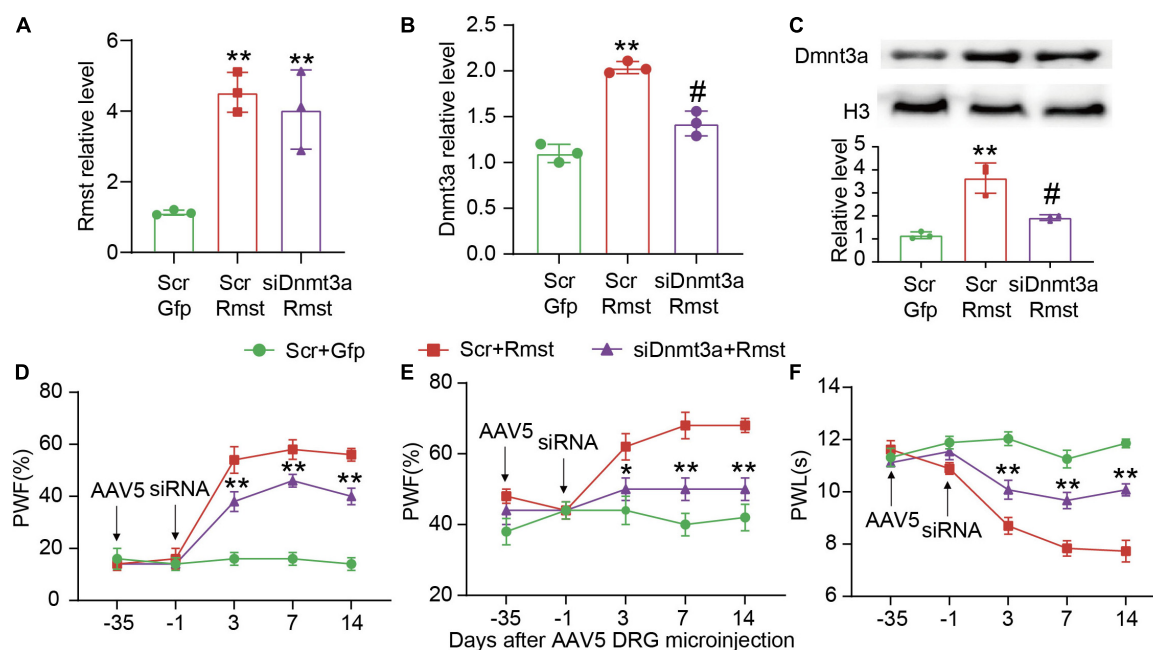 A
Rmst relative level
6
4
2
0
**
**
Scr
Gfp
Scr
Rmst
siDnmt3a
Rmst
B
Dnmt3a relative level
2.5
2.0
1.5
1.0
0.5
0.0
**
#
Scr
Gfp
Scr
Rmst
siDnmt3a
Rmst
C
Dmnt3a
H3
Relative level
5
4
3
2
1
0
**
#
Scr
Gfp
Scr
Rmst
siDnmt3a
Rmst
Scr+Gfp
Scr+Rmst
siDnmt3a+Rmst
D
PWF(%)
80
60
40
20
0
AAV5
siRNA
**
**
**
-35
-1
3
7
14
E
PWF(%)
80
60
40
20
AAV5
siRNA
*
**
**
-35
-1
3
7
14
Days after AAV5 DRG microinjection
F
PWL(s)
14
12
10
8
6
AAV5
siRNA
**
**
**
-35
-1
3
7
14